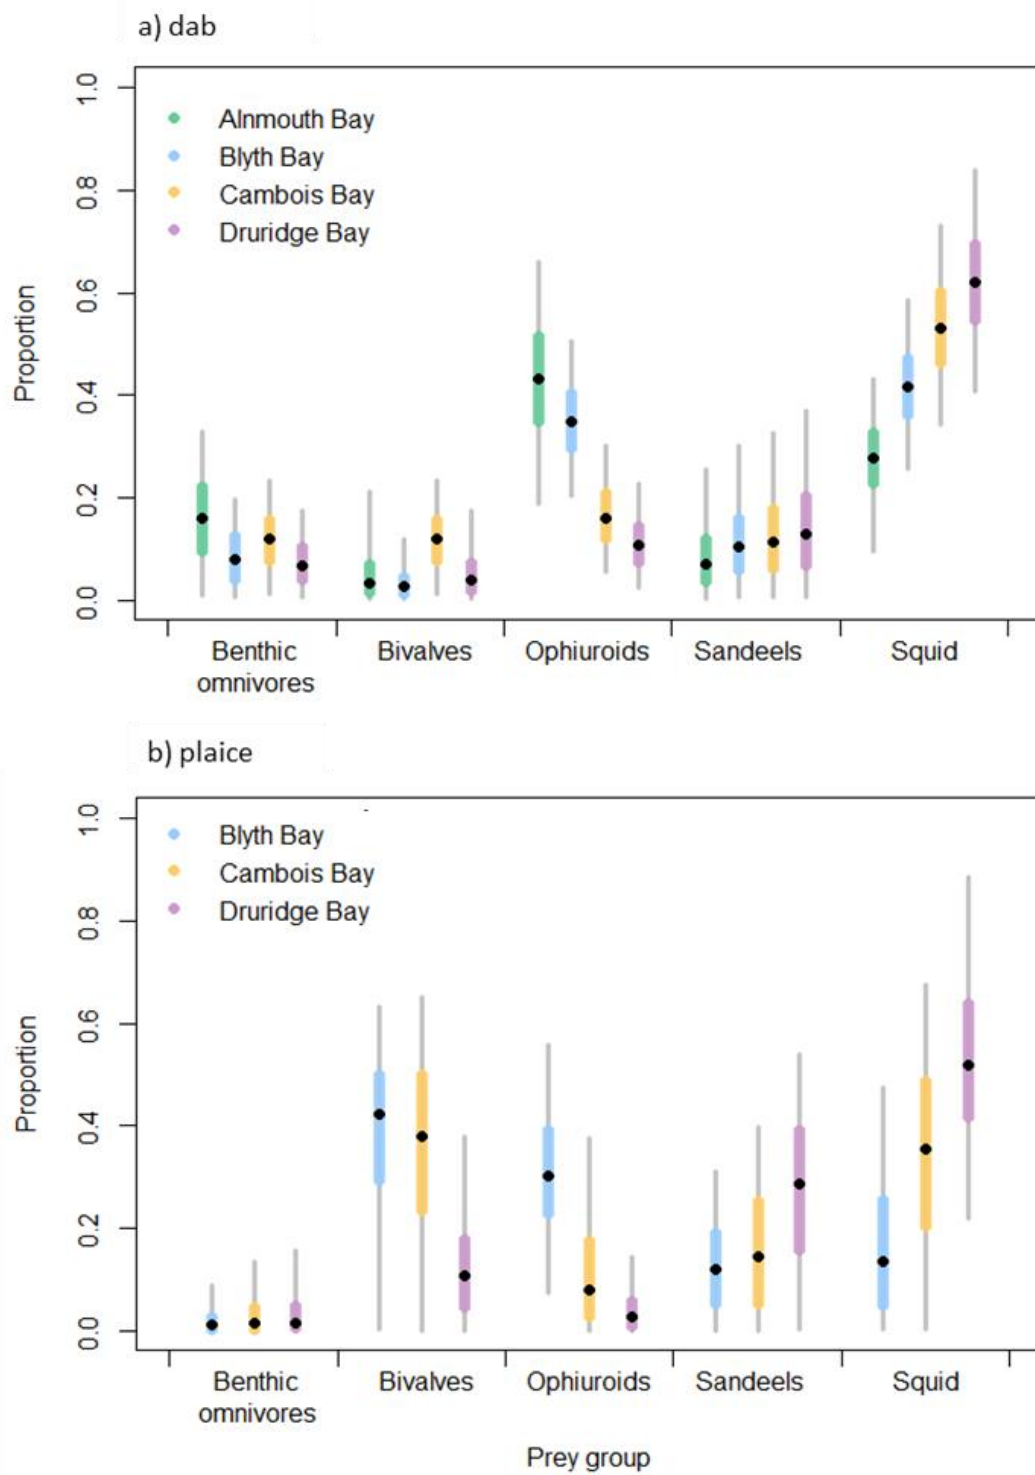 a) dab
1.0
0.8
0.6
0.4
0.2
0.0
Proportion
Alnmouth Bay
Blyth Bay
Cambois Bay
Druridge Bay
Benthic
omnivores
Bivalves
Ophiuroids
Sandeels
Squid
b) plaice
1.0
0.8
0.6
0.4
0.2
0.0
Proportion
Blyth Bay
Cambois Bay
Druridge Bay
Benthic
omnivores
Bivalves
Ophiuroids
Sandeels
Squid
Prey group